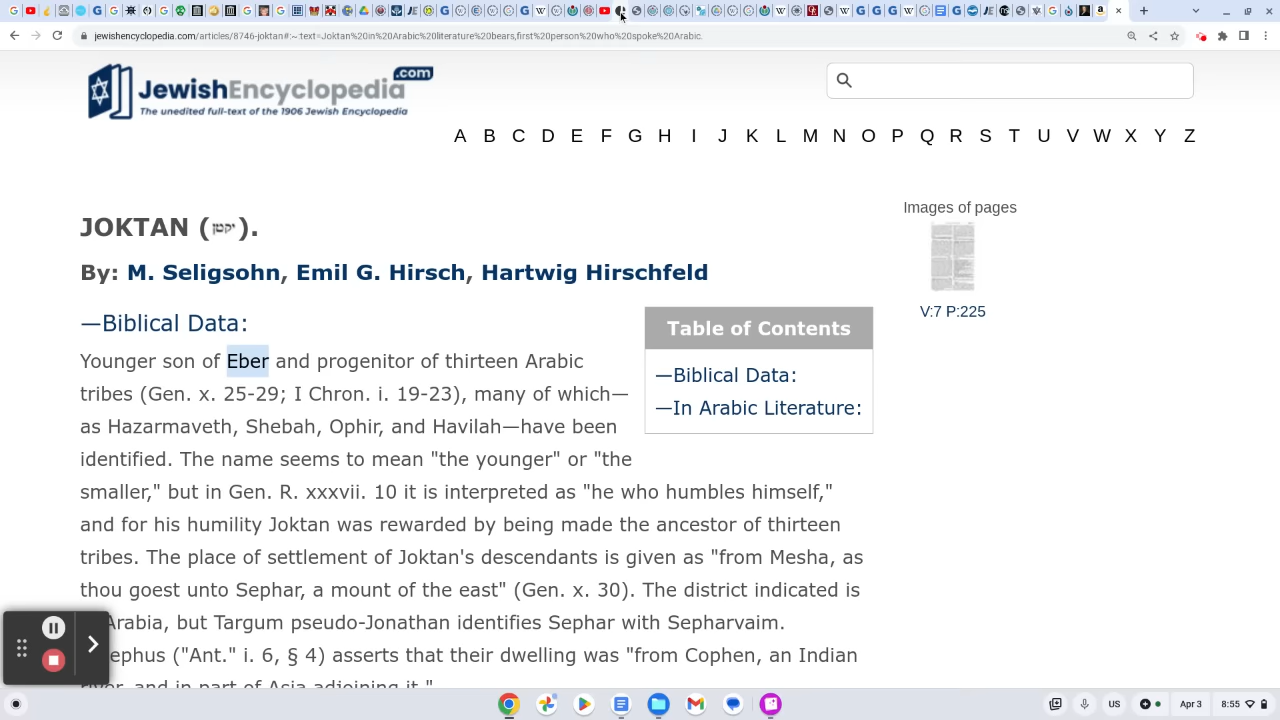 jewishencyclopedia.com/articles/8746-joktan#:~:text=Joktan%20in%20Arabic%20literature%20bears,first%20person%20who%20spoke%20Arabic.
JewishEncyclopedia.com
The unedited full-text of the 1906 Jewish Encyclopedia
A B C D E F G H I J K L M N O P Q R S T U V W X Y Z
JOKTAN (יקטן).
Images of pages
V:7 P:225
By: M. Seligsohn, Emil G. Hirsch, Hartwig Hirschfeld
Table of Contents
—Biblical Data:
—In Arabic Literature:
—Biblical Data:
Younger son of Eber and progenitor of thirteen Arabic
tribes (Gen. x. 25-29; I Chron. i. 19-23), many of which—
as Hazarmaveth, Shebah, Ophir, and Havilah—have been
identified. The name seems to mean "the younger" or "the
smaller," but in Gen. R. xxxvii. 10 it is interpreted as "he who humbles himself,"
and for his humility Joktan was rewarded by being made the ancestor of thirteen
tribes. The place of settlement of Joktan's descendants is given as "from Mesha, as
thou goest unto Sephar, a mount of the east" (Gen. x. 30). The district indicated is
Arabia, but Targum pseudo-Jonathan identifies Sephar with Sepharvaim.
ephus ("Ant." i. 6, § 4) asserts that their dwelling was "from Cophen, an Indian
river, and in part of Asia adjoining it."
US
Apr 3
8:55